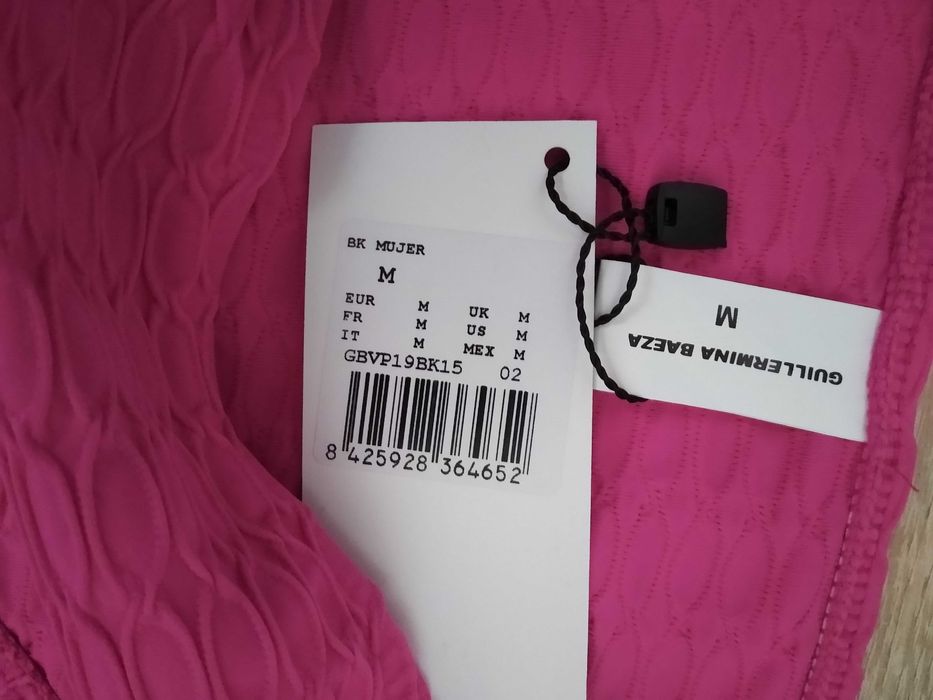 BK MUJER
M
EUR M UK M
FR M US M
IT M MEX M
GBVP19BK15 02
8 425928 364652
GUILLERMINA BAEZA
M